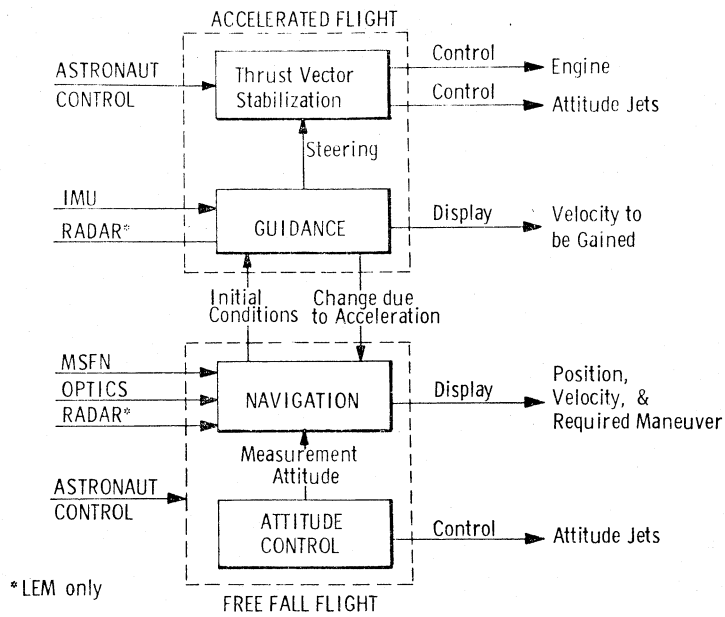 ACCELERATED FLIGHT
ASTRONAUT
CONTROL
Thrust Vector
Stabilization
Control
Engine
Control
Attitude Jets
Steering
IMU
RADAR*
GUIDANCE
Display
Velocity to
be Gained
Initial
Conditions
Change due
to Acceleration
MSFN
OPTICS
RADAR*
NAVIGATION
Display
Position,
Velocity, &
Required Maneuver
Measurement
Attitude
ASTRONAUT
CONTROL
ATTITUDE
CONTROL
Control
Attitude Jets
*LEM only
FREE FALL FLIGHT